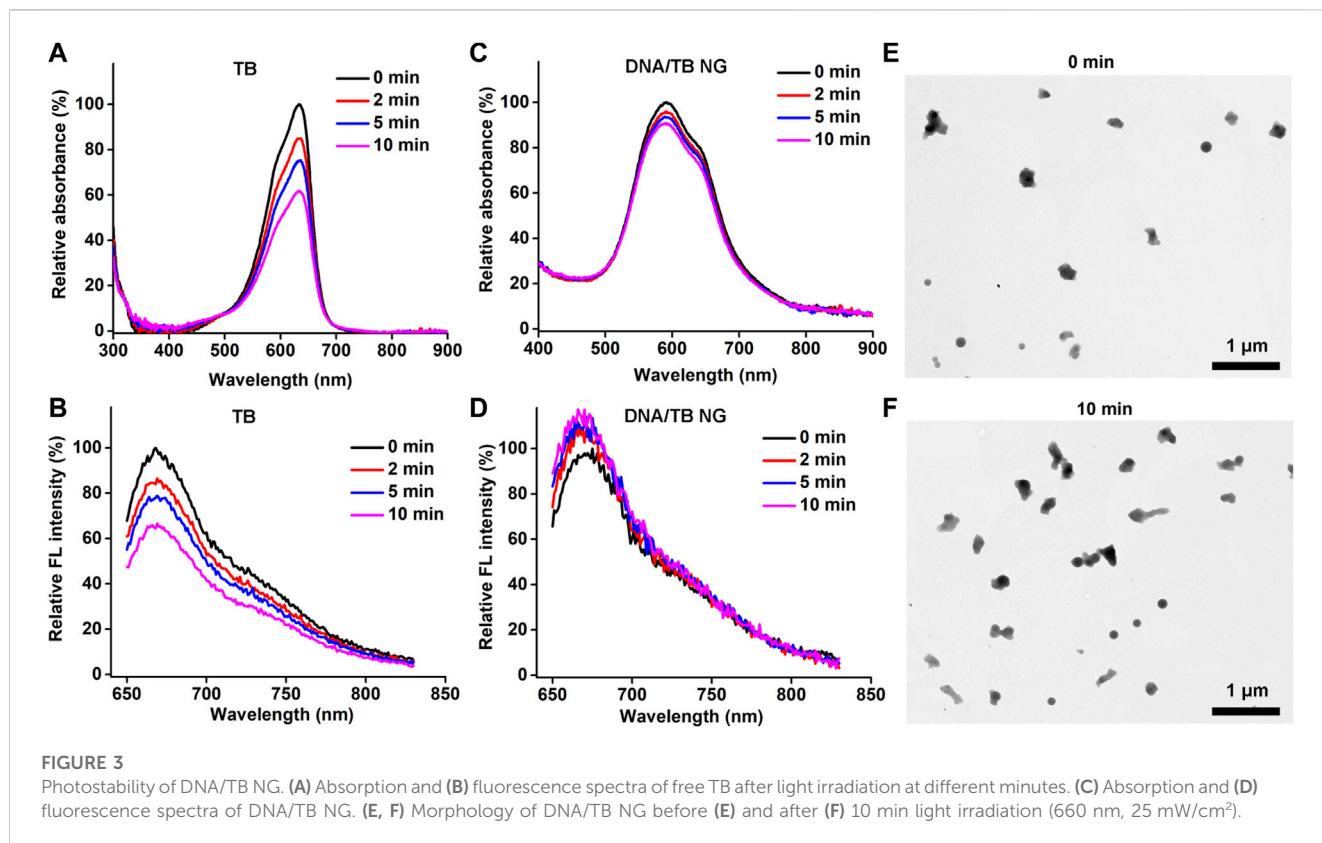 A
TB
0 min
2 min
5 min
10 min
Relative absorbance (%)
100
80
60
40
20
0
300 400 500 600 700 800 900
Wavelength (nm)
C
DNA/TB NG
0 min
2 min
5 min
10 min
Relative absorbance (%)
100
80
60
40
20
0
400 500 600 700 800 900
Wavelength (nm)
E
0 min
1 µm
B
TB
0 min
2 min
5 min
10 min
Relative FL intensity (%)
100
80
60
40
20
0
650 700 750 800 850
Wavelength (nm)
D
DNA/TB NG
0 min
2 min
5 min
10 min
Relative FL intensity (%)
100
80
60
40
20
0
650 700 750 800 850
Wavelength (nm)
F
10 min
1 µm
FIGURE 3
Photostability of DNA/TB NG. (A) Absorption and (B) fluorescence spectra of free TB after light irradiation at different minutes. (C) Absorption and (D)
fluorescence spectra of DNA/TB NG. (E, F) Morphology of DNA/TB NG before (E) and after (F) 10 min light irradiation (660 nm, 25 mW/cm²).